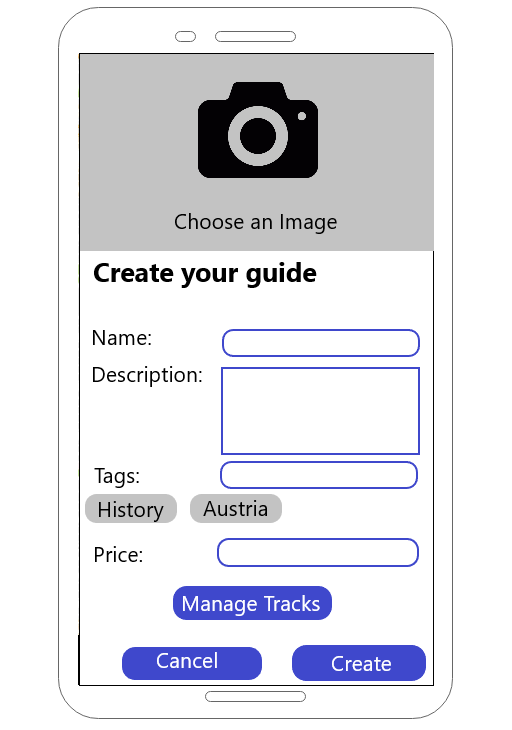 Choose an Image
Create your guide
Name:
Description:
Tags:
History Austria
Price:
Manage Tracks
Cancel Create